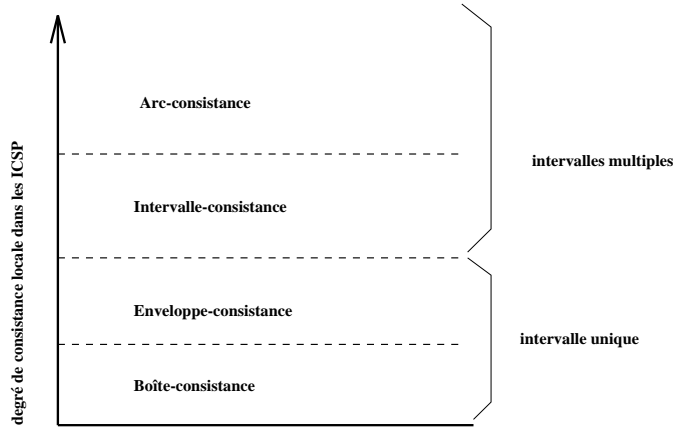 Arc-consistance
intervalles multiples
Intervalle-consistance
Enveloppe-consistance
intervalle unique
Boîte-consistance
degré de consistance locale dans les ICSP